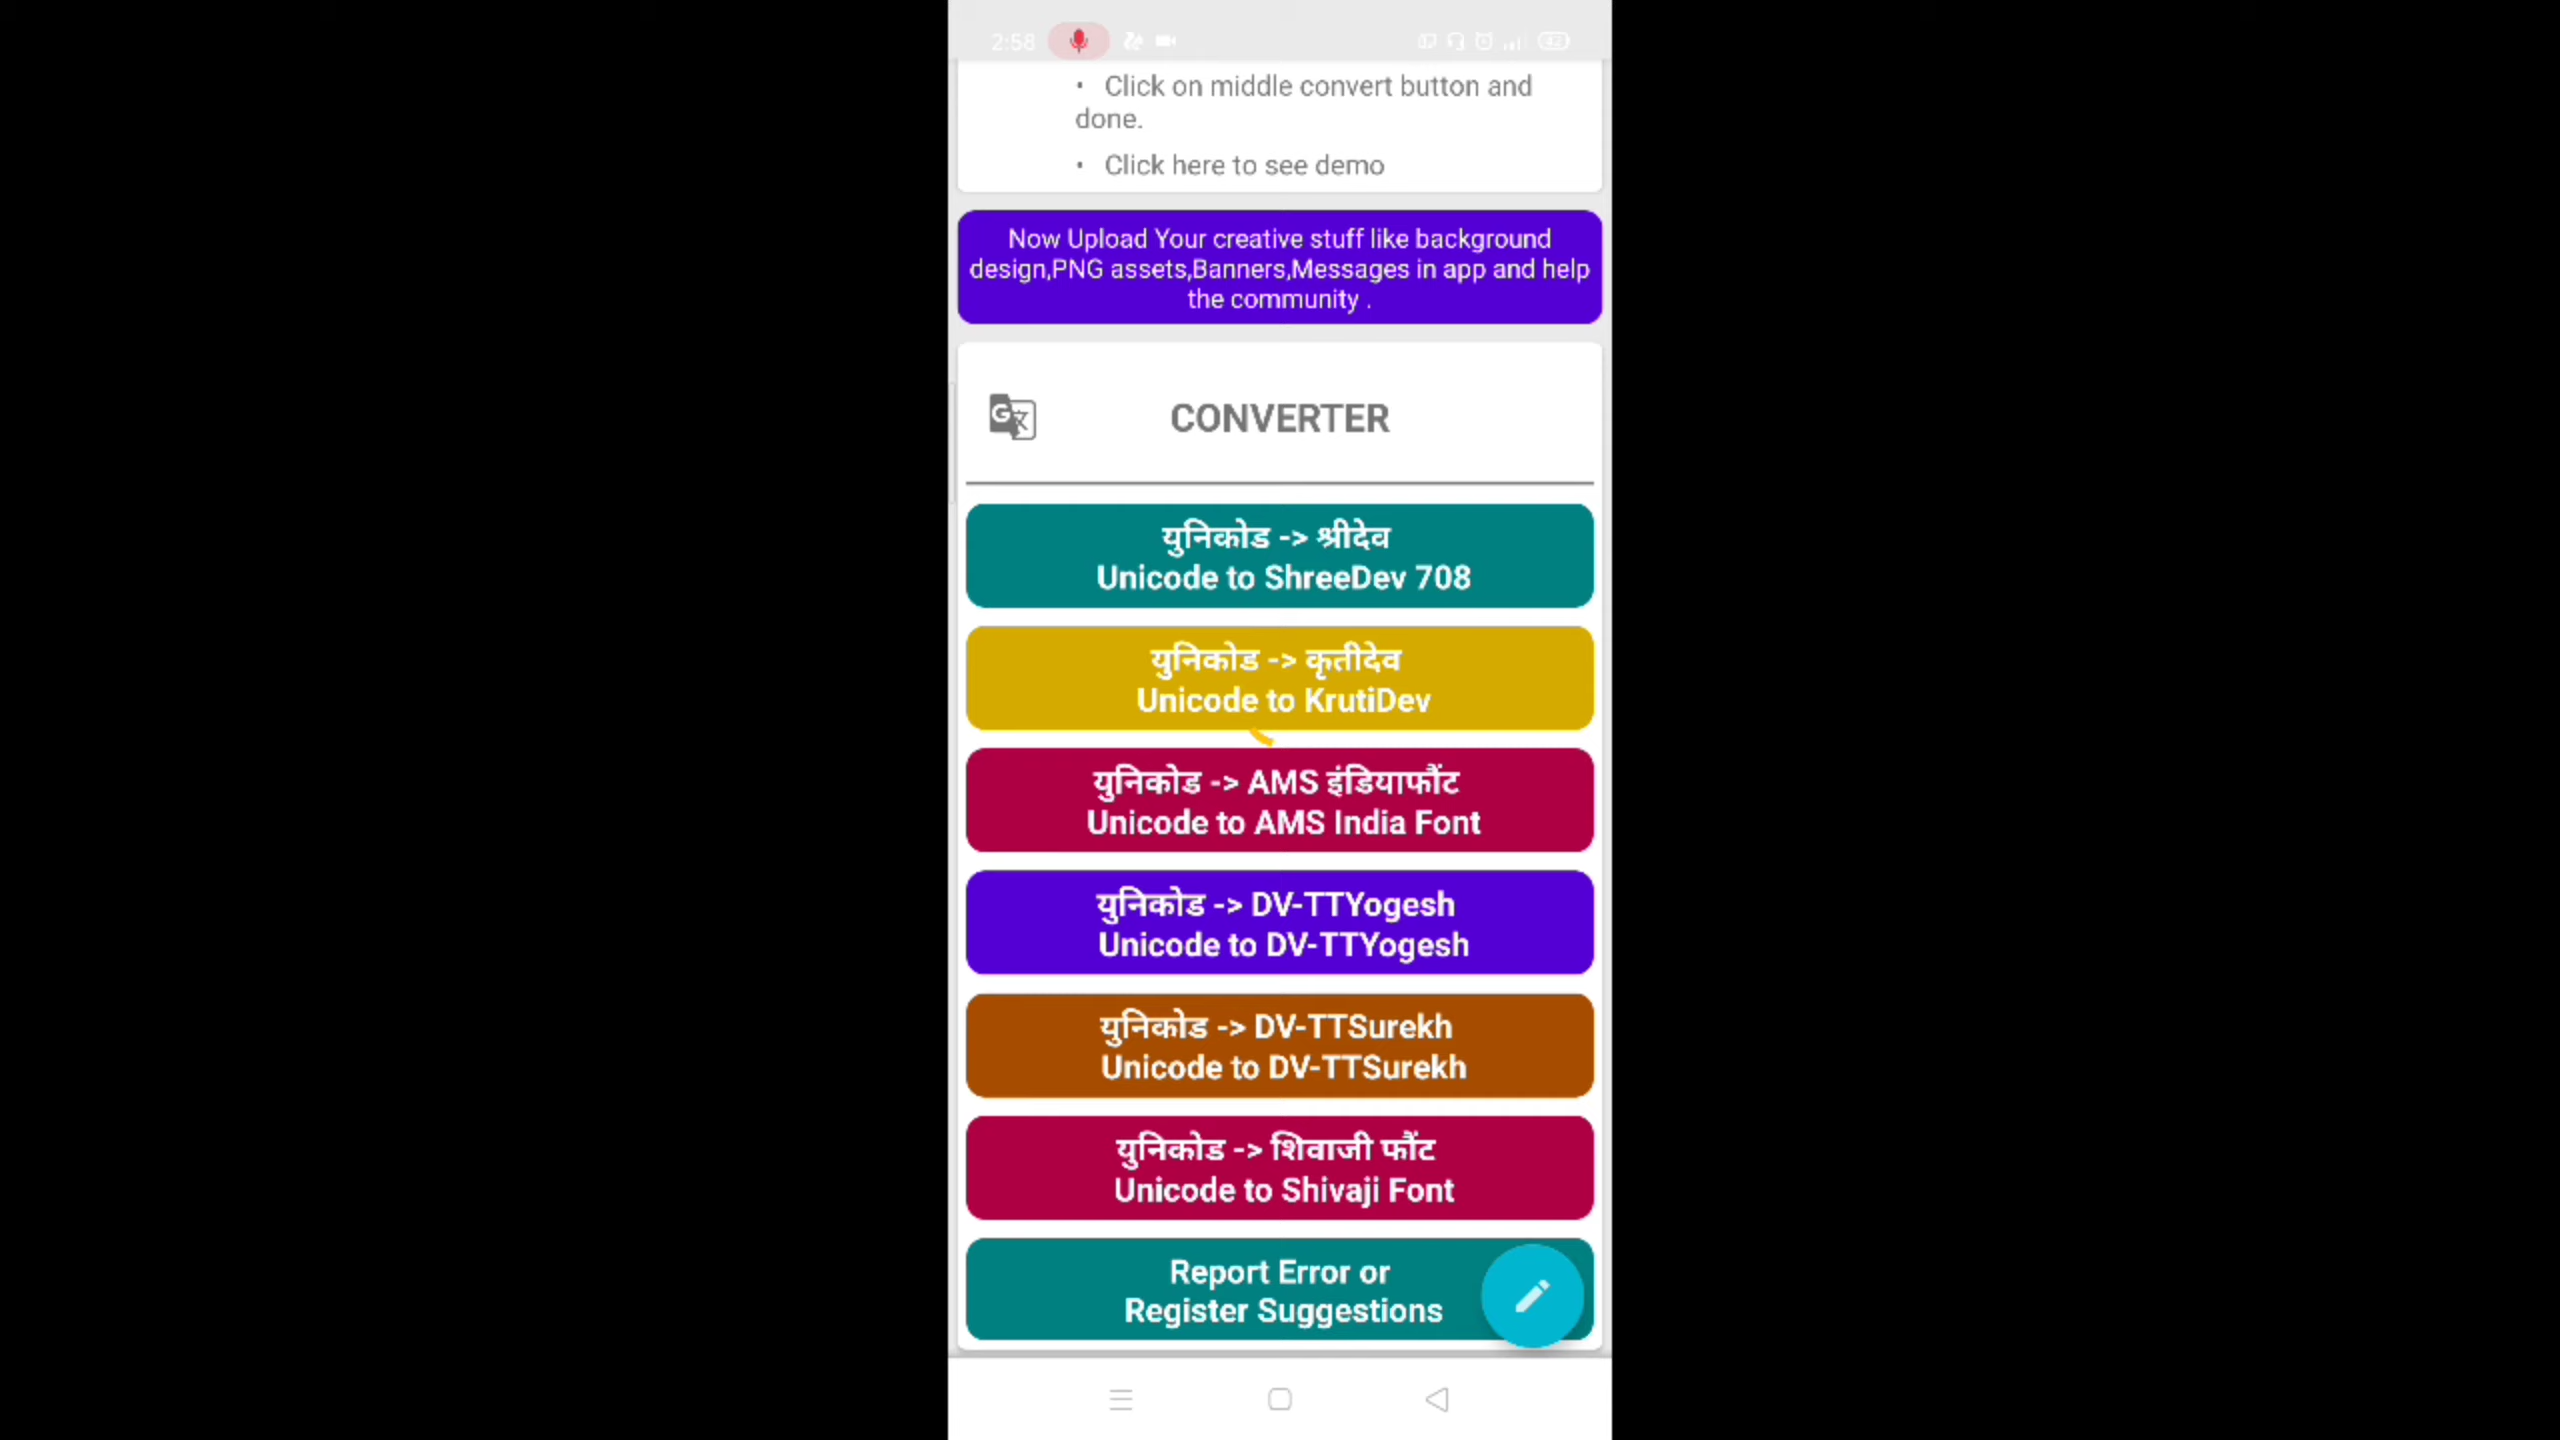 2:58
42
• Click on middle convert button and
done.
• Click here to see demo
Now Upload Your creative stuff like background
design,PNG assets,Banners,Messages in app and help
the community .
CONVERTER
युनिकोड -> श्रीदेव
Unicode to ShreeDev 708
युनिकोड -> कृतीदेव
Unicode to KrutiDev
युनिकोड -> AMS इंडियाफौंट
Unicode to AMS India Font
युनिकोड -> DV-TTYogesh
Unicode to DV-TTYogesh
युनिकोड -> DV-TTSurekh
Unicode to DV-TTSurekh
युनिकोड -> शिवाजी फौंट
Unicode to Shivaji Font
Report Error or
Register Suggestions